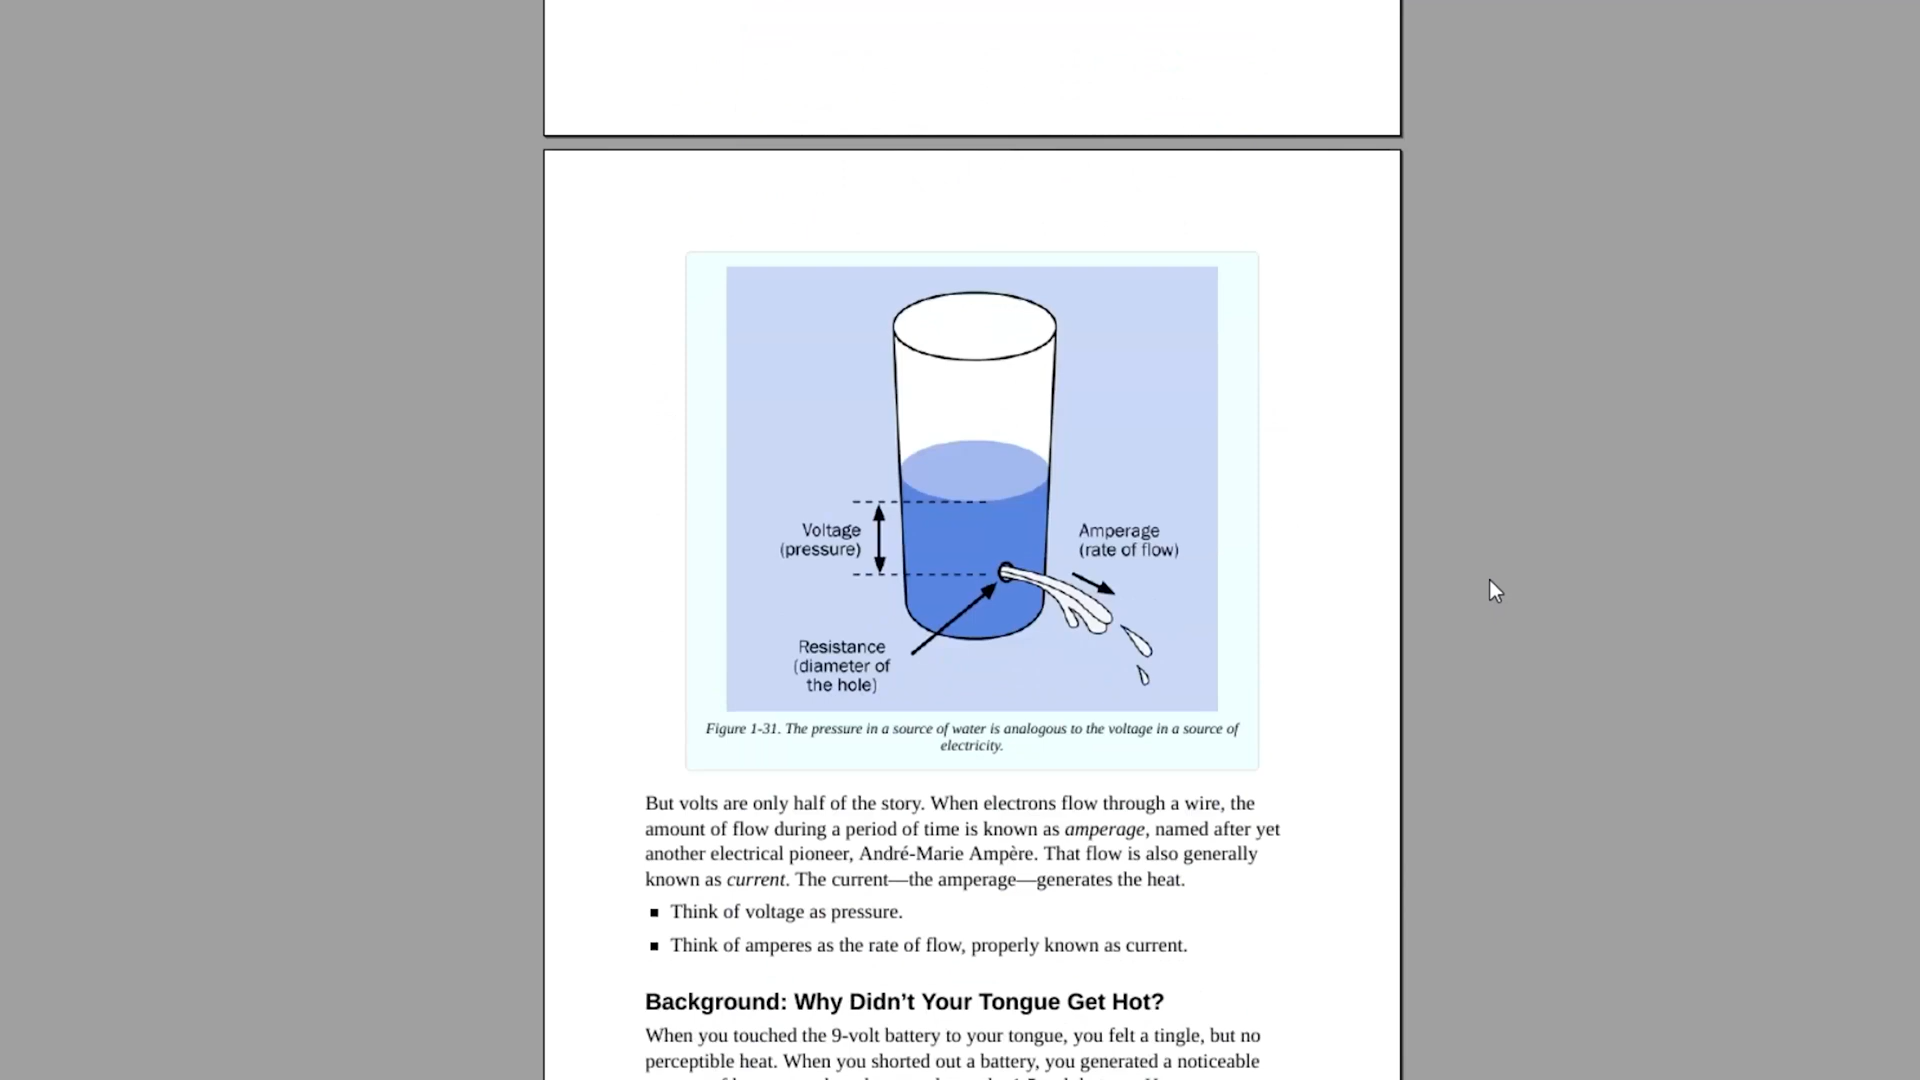 Voltage
(pressure)
Amperage
(rate of flow)
Resistance
(diameter of
the hole)
Figure 1-31. The pressure in a source of water is analogous to the voltage in a source of
electricity.
But volts are only half of the story. When electrons flow through a wire, the
amount of flow during a period of time is known as amperage, named after yet
another electrical pioneer, André-Marie Ampère. That flow is also generally
known as current. The current—the amperage—generates the heat.
▪ Think of voltage as pressure.
▪ Think of amperes as the rate of flow, properly known as current.
Background: Why Didn’t Your Tongue Get Hot?
When you touched the 9-volt battery to your tongue, you felt a tingle, but no
perceptible heat. When you shorted out a battery, you generated a noticeable